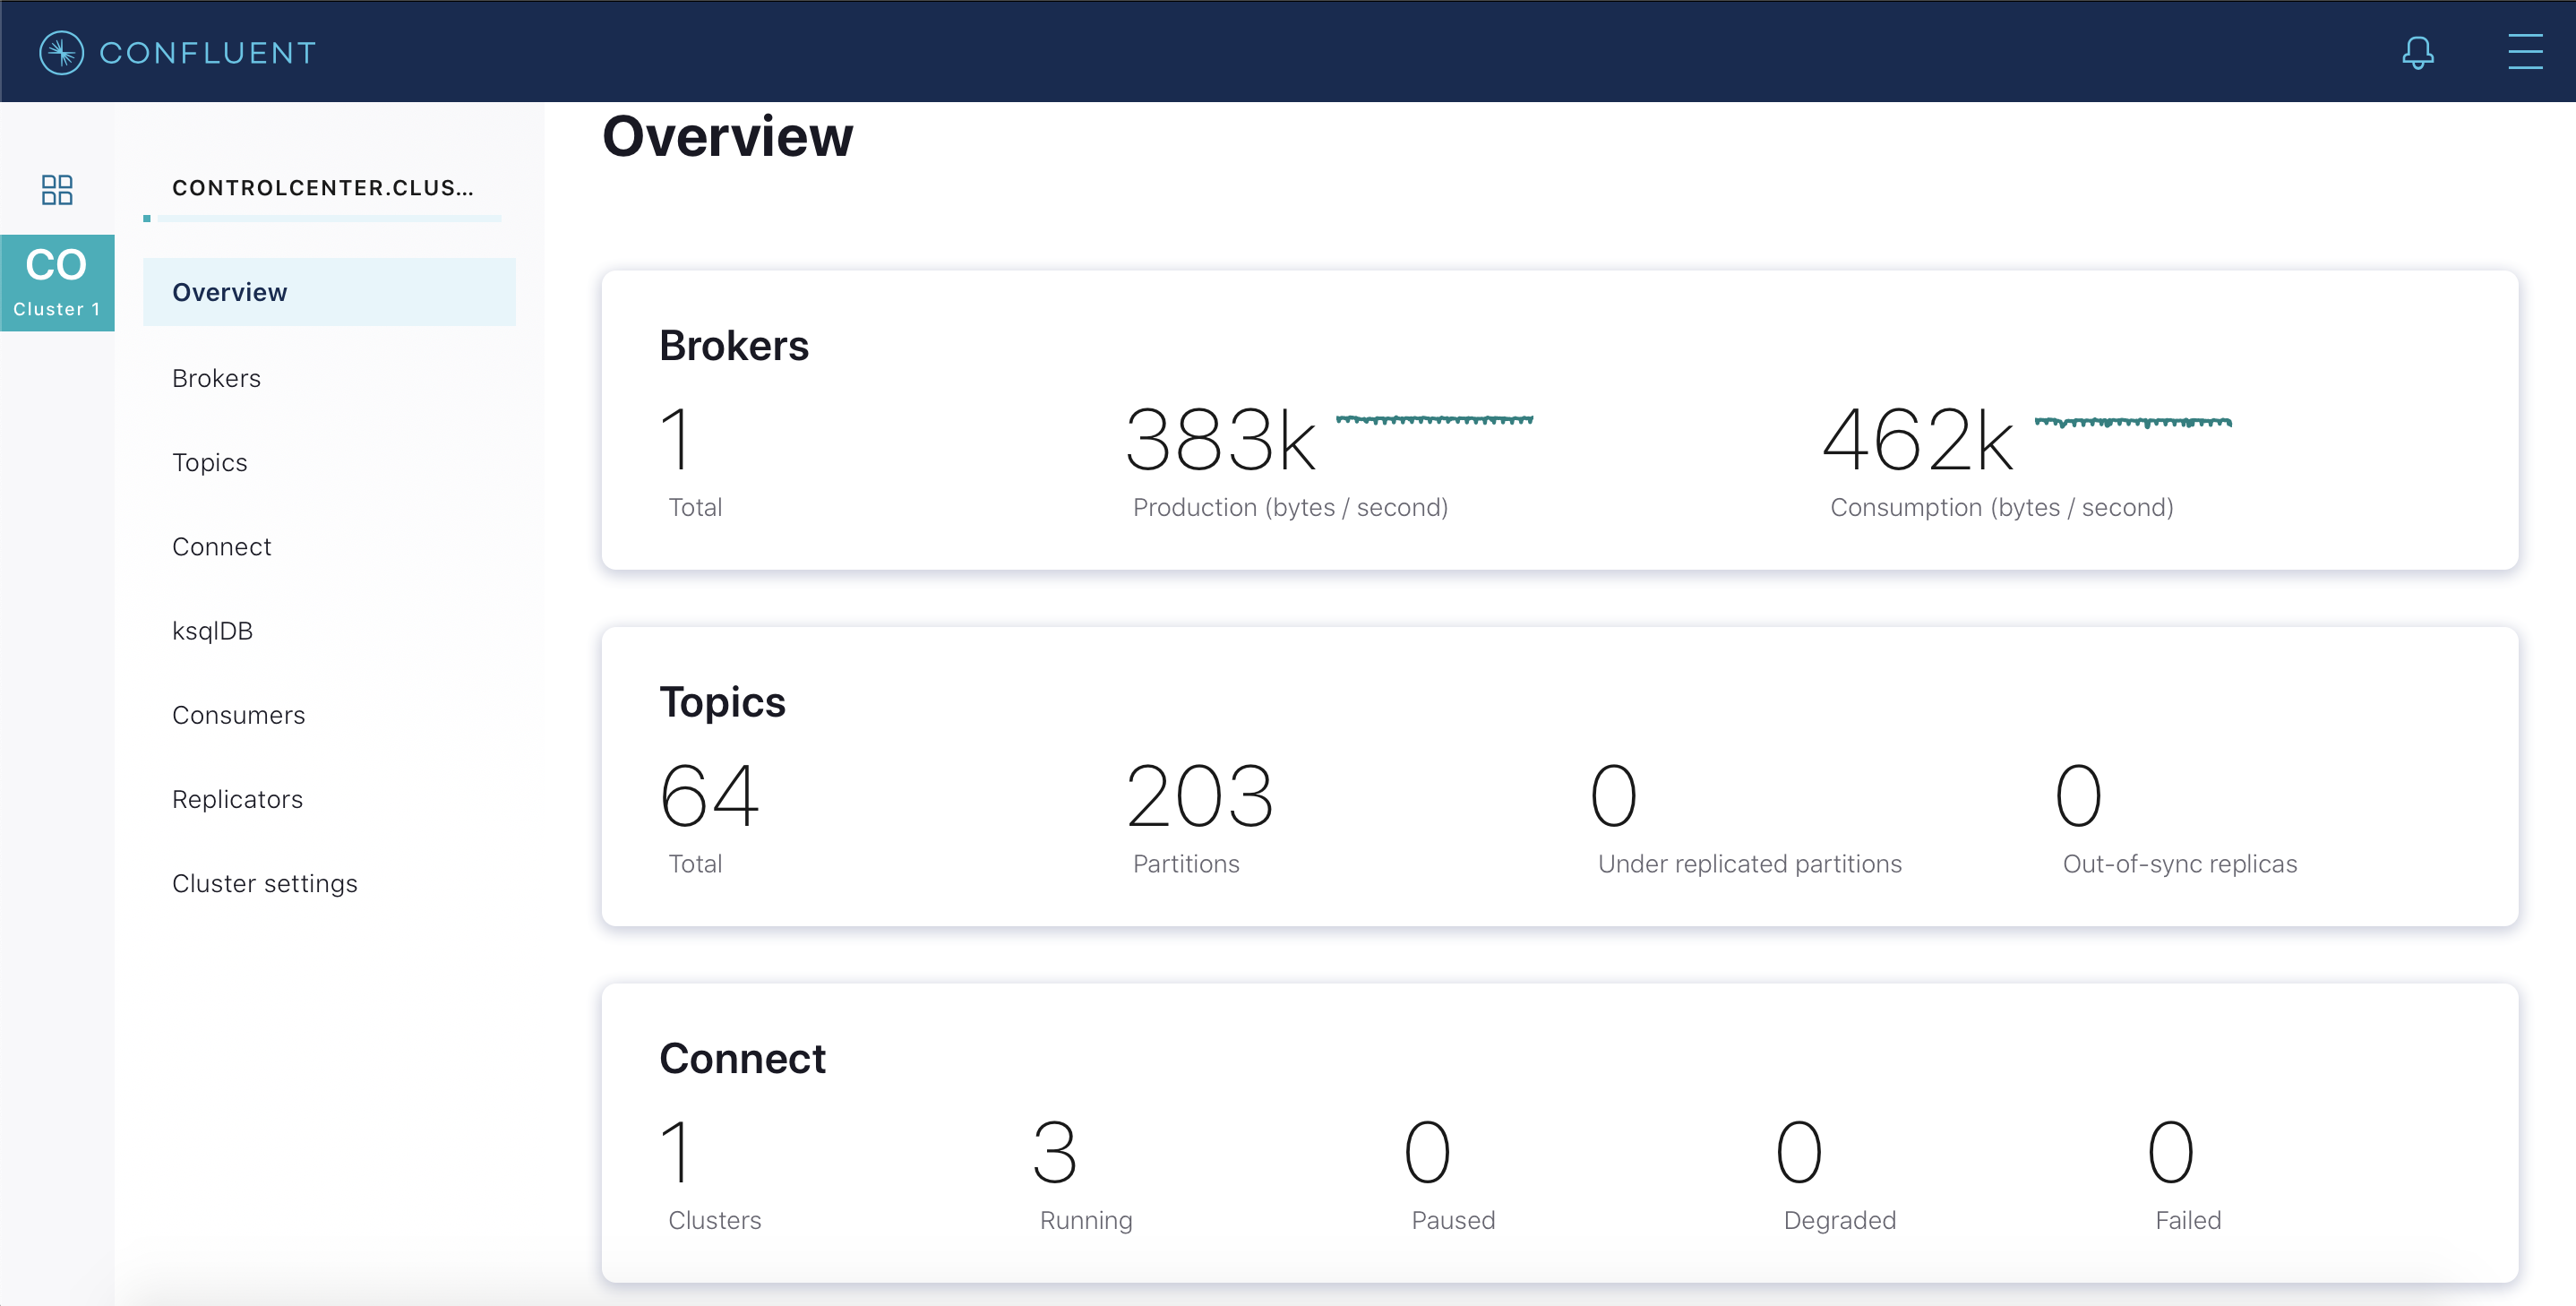 CONFLUENT
Overview
CONTROLCENTER.CLUS...
CO
Cluster 1
Overview
Brokers
Topics
Connect
ksqlDB
Consumers
Replicators
Cluster settings
Brokers
1 383k 462k
Total Production (bytes / second) Consumption (bytes / second)
Topics
64 203 0 0
Total Partitions Under replicated partitions Out-of-sync replicas
Connect
1 3 0 0 0
Clusters Running Paused Degraded Failed